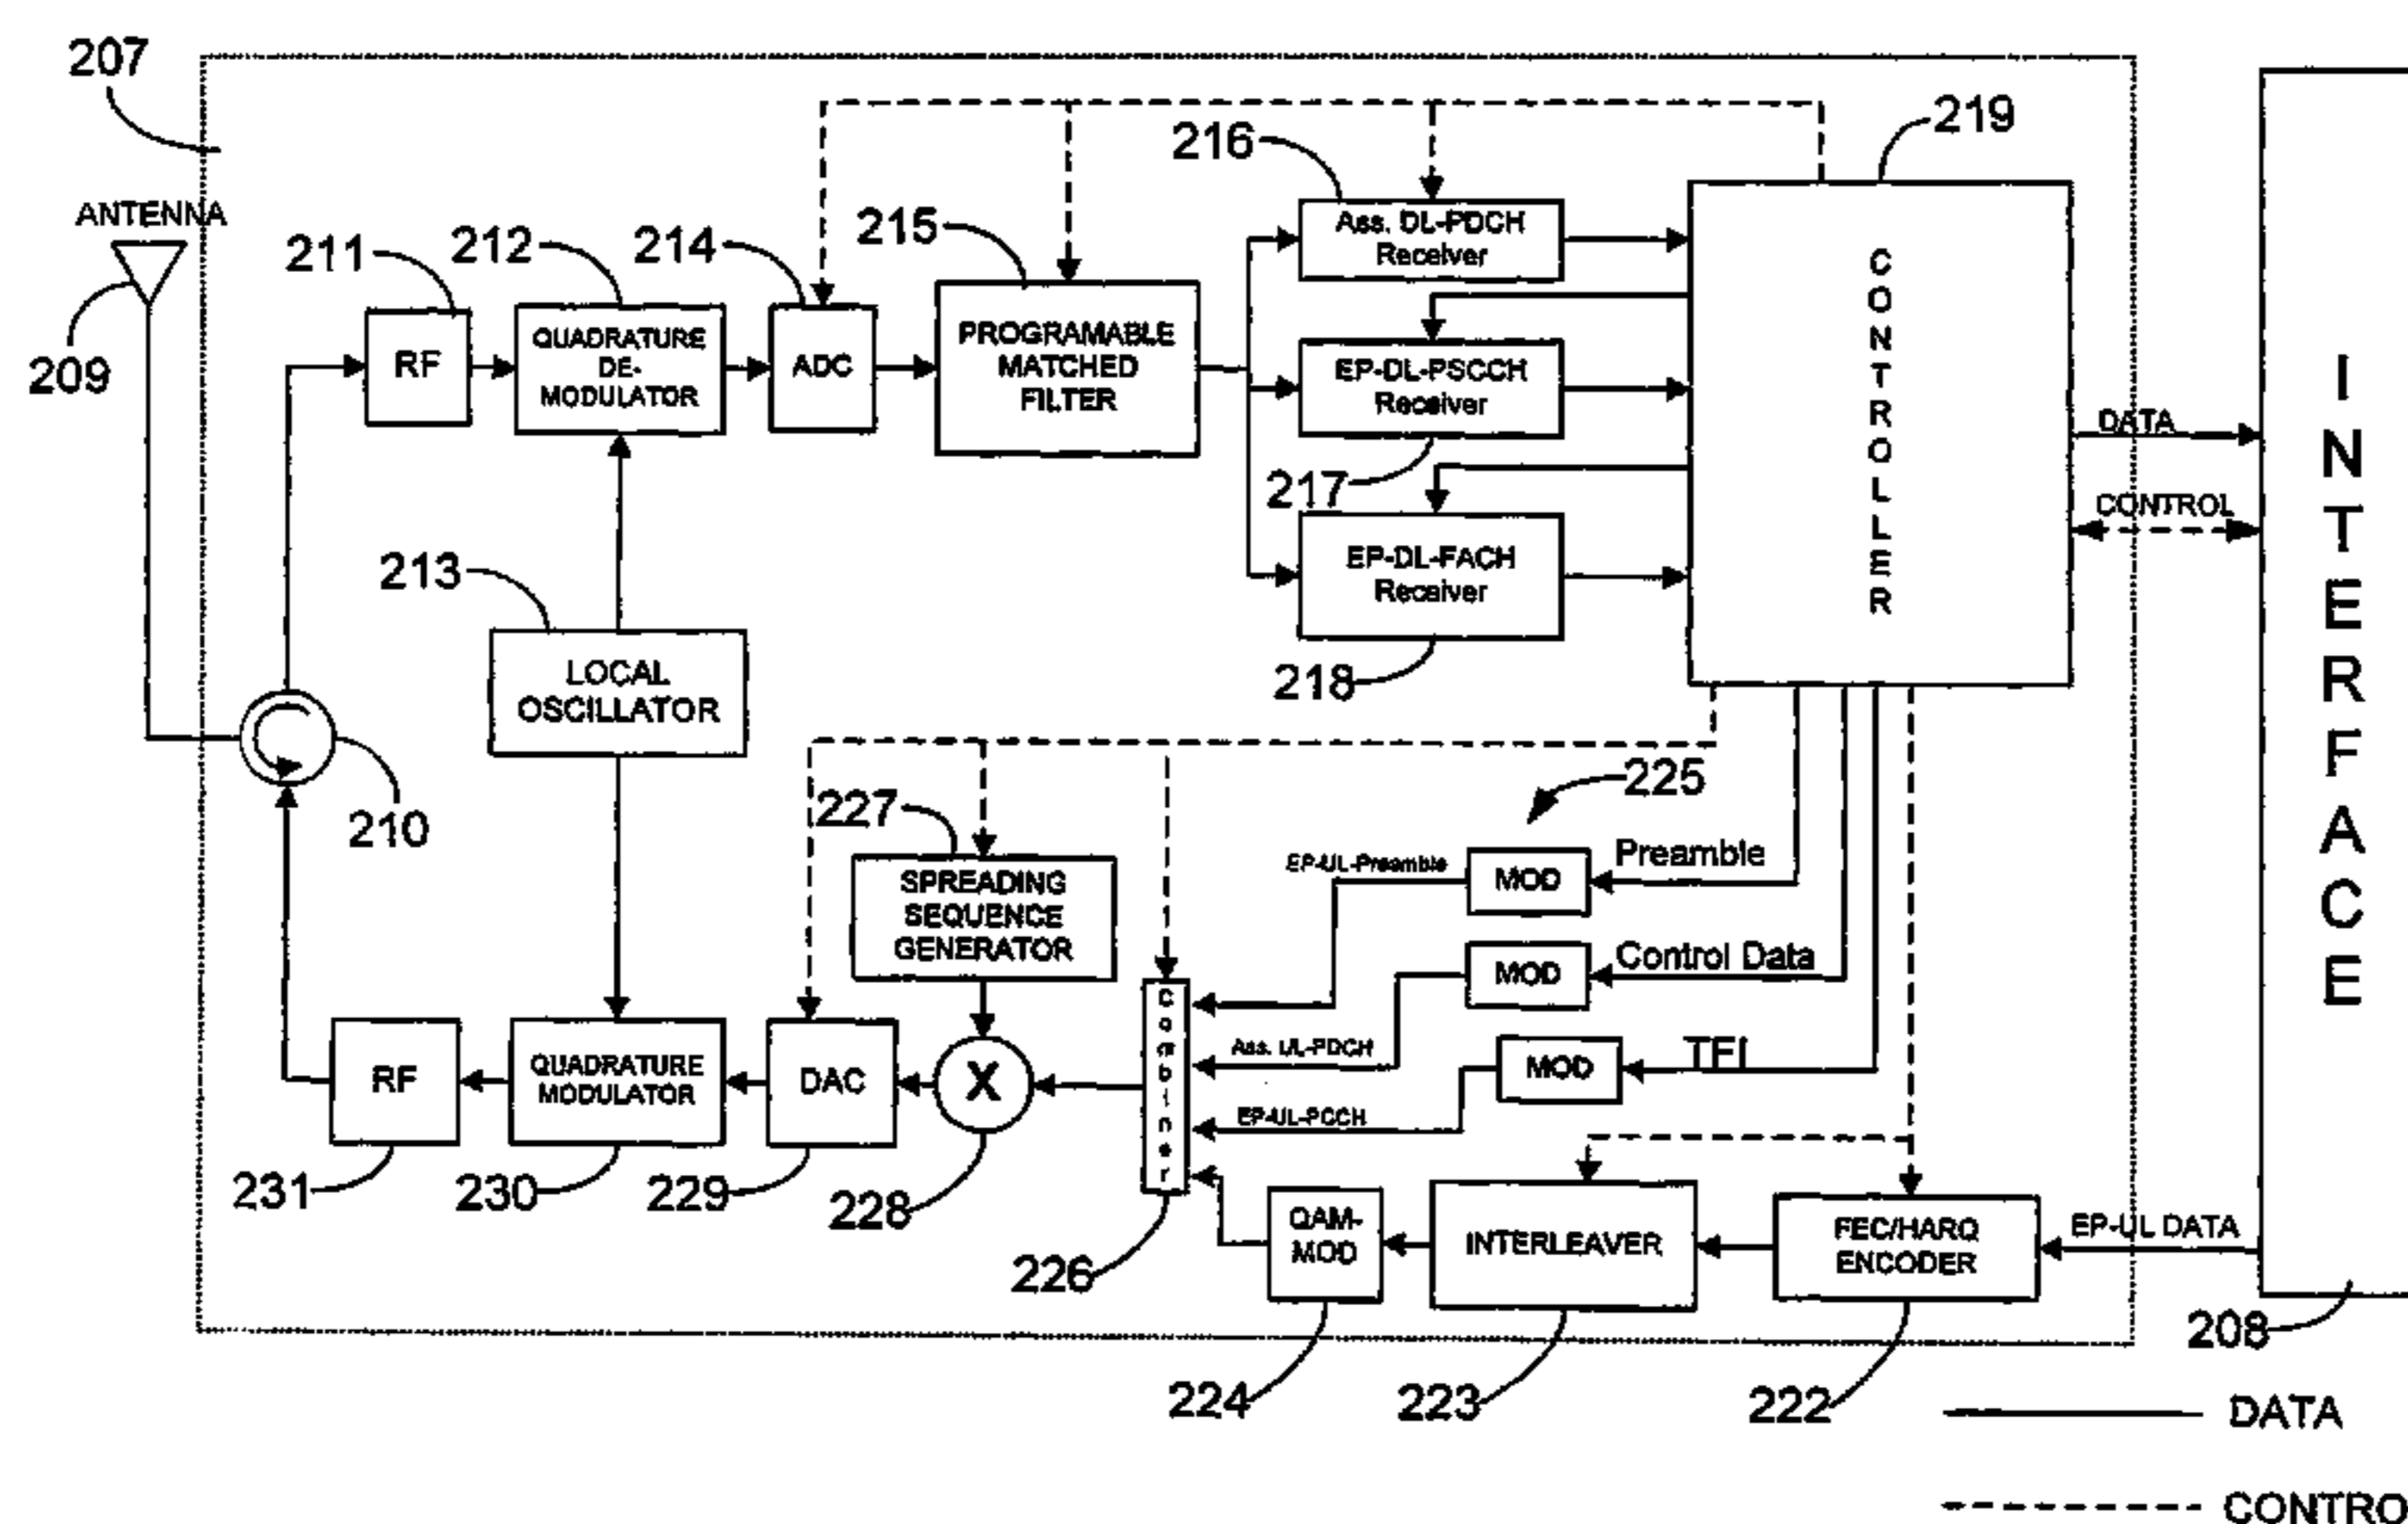 207
219
216
ANTENNA
211
212
214
215
Ass. DL-PDCH
Receiver
209
RF
QUADRATURE
DE-
MODULATOR
ADC
PROGRAMABLE
MATCHED
FILTER
EP-DL-PSCCH
Receiver
217
CONTROLLER
DATA
CONTROL
INTERFACE
213
EP-DL-FACH
Receiver
218
LOCAL
OSCILLATOR
210
227
225
SPREADING
SEQUENCE
GENERATOR
EP-UL-Preamble
MOD
Preamble
MOD
Control Data
Combiner
Ass. UL-PDCH
MOD
TFI
EP-UL-PCCH
RF
QUADRATURE
MODULATOR
DAC
X
231
230
229
228
226
QAM-
MOD
INTERLEAVER
FEC/HARQ
ENCODER
EP-UL DATA
208
224
223
222
DATA
CONTRO